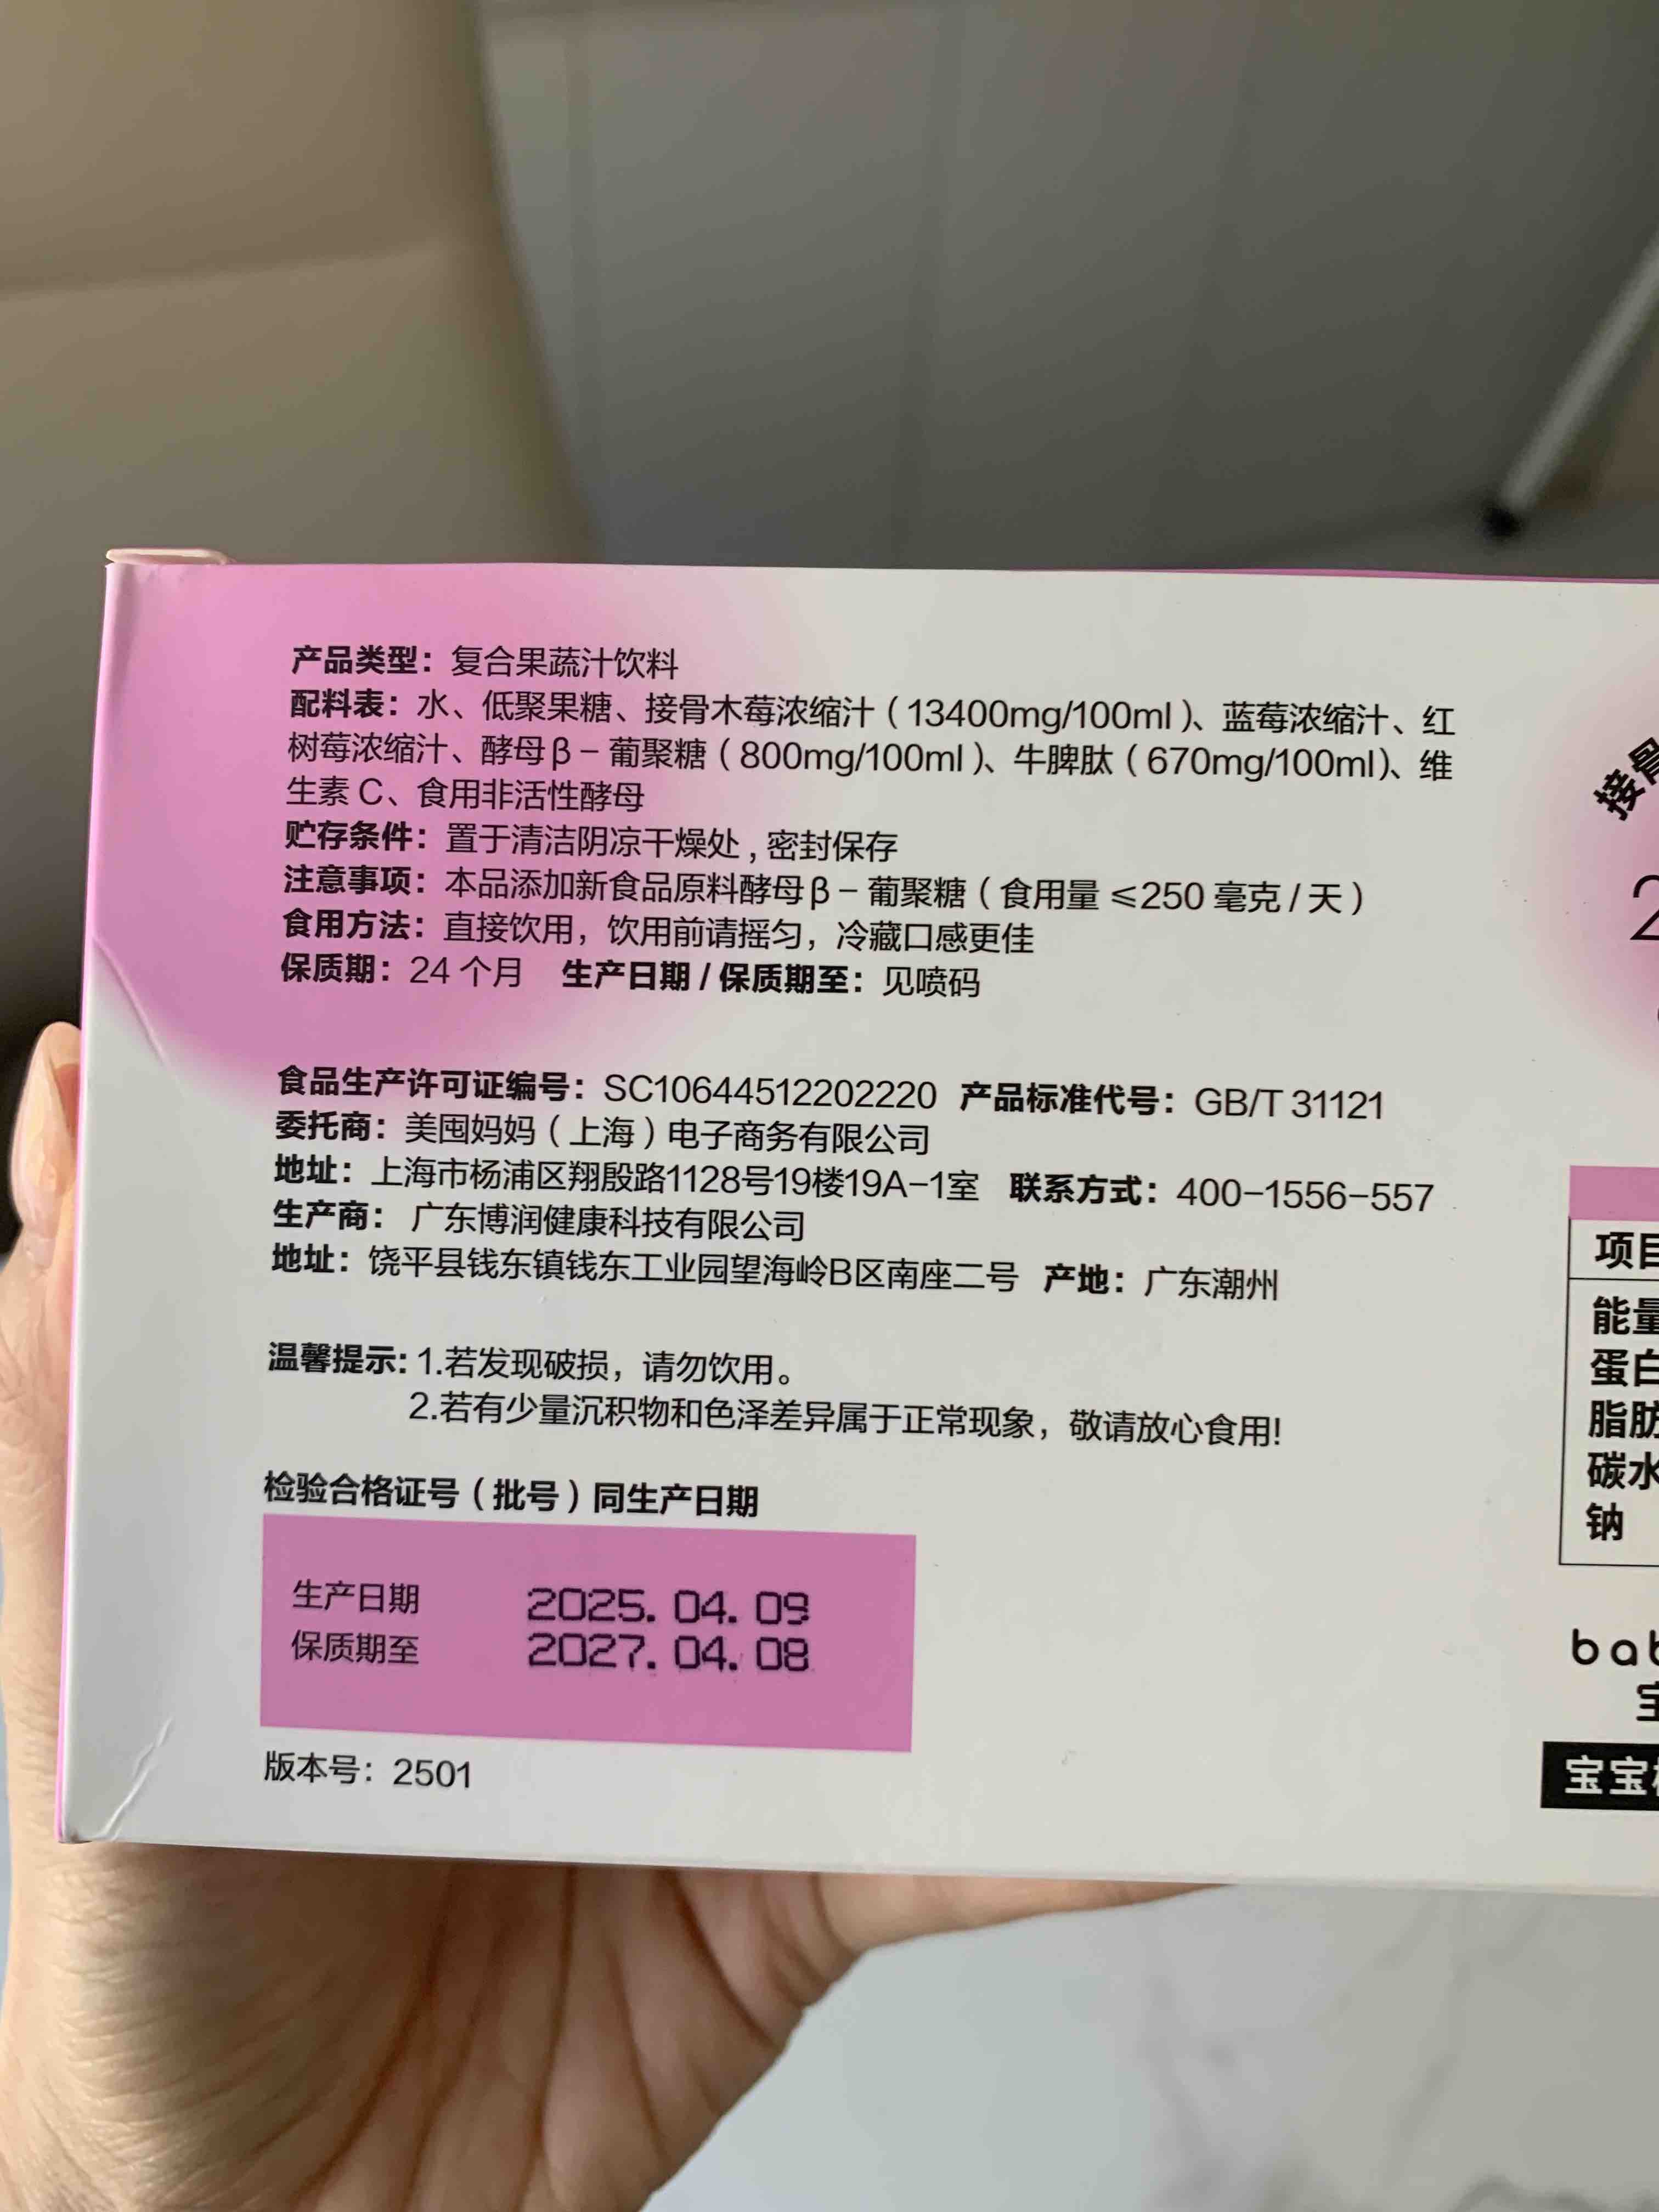 产品类型：复合果蔬汁饮料
配料表：水、低聚果糖、接骨木莓浓缩汁（13400mg/100ml）、蓝莓浓缩汁、红
树莓浓缩汁、酵母β－葡聚糖（800mg/100ml）、牛脾肽（670mg/100ml）、维
生素 C、食用非活性酵母
贮存条件：置于清洁阴凉干燥处，密封保存
注意事项：本品添加新食品原料酵母β－葡聚糖（食用量 ≤250 毫克 / 天）
食用方法：直接饮用，饮用前请摇匀，冷藏口感更佳
保质期：24 个月 生产日期 / 保质期至：见喷码
食品生产许可证编号：SC10644512202220 产品标准代号：GB/T 31121
委托商：美囤妈妈（上海）电子商务有限公司
地址：上海市杨浦区翔殷路1128号19楼19A-1室 联系方式：400-1556-557
生产商：广东博润健康科技有限公司
地址：饶平县钱东镇钱东工业园望海岭B区南座二号 产地：广东潮州
温馨提示：1.若发现破损，请勿饮用。
2.若有少量沉积物和色泽差异属于正常现象，敬请放心食用!
检验合格证号（批号）同生产日期
生产日期 2025. 04. 09
保质期至 2027. 04. 08
版本号：2501
接骨
2
项目
能量
蛋白
脂肪
碳水
钠
bab
宝
宝宝